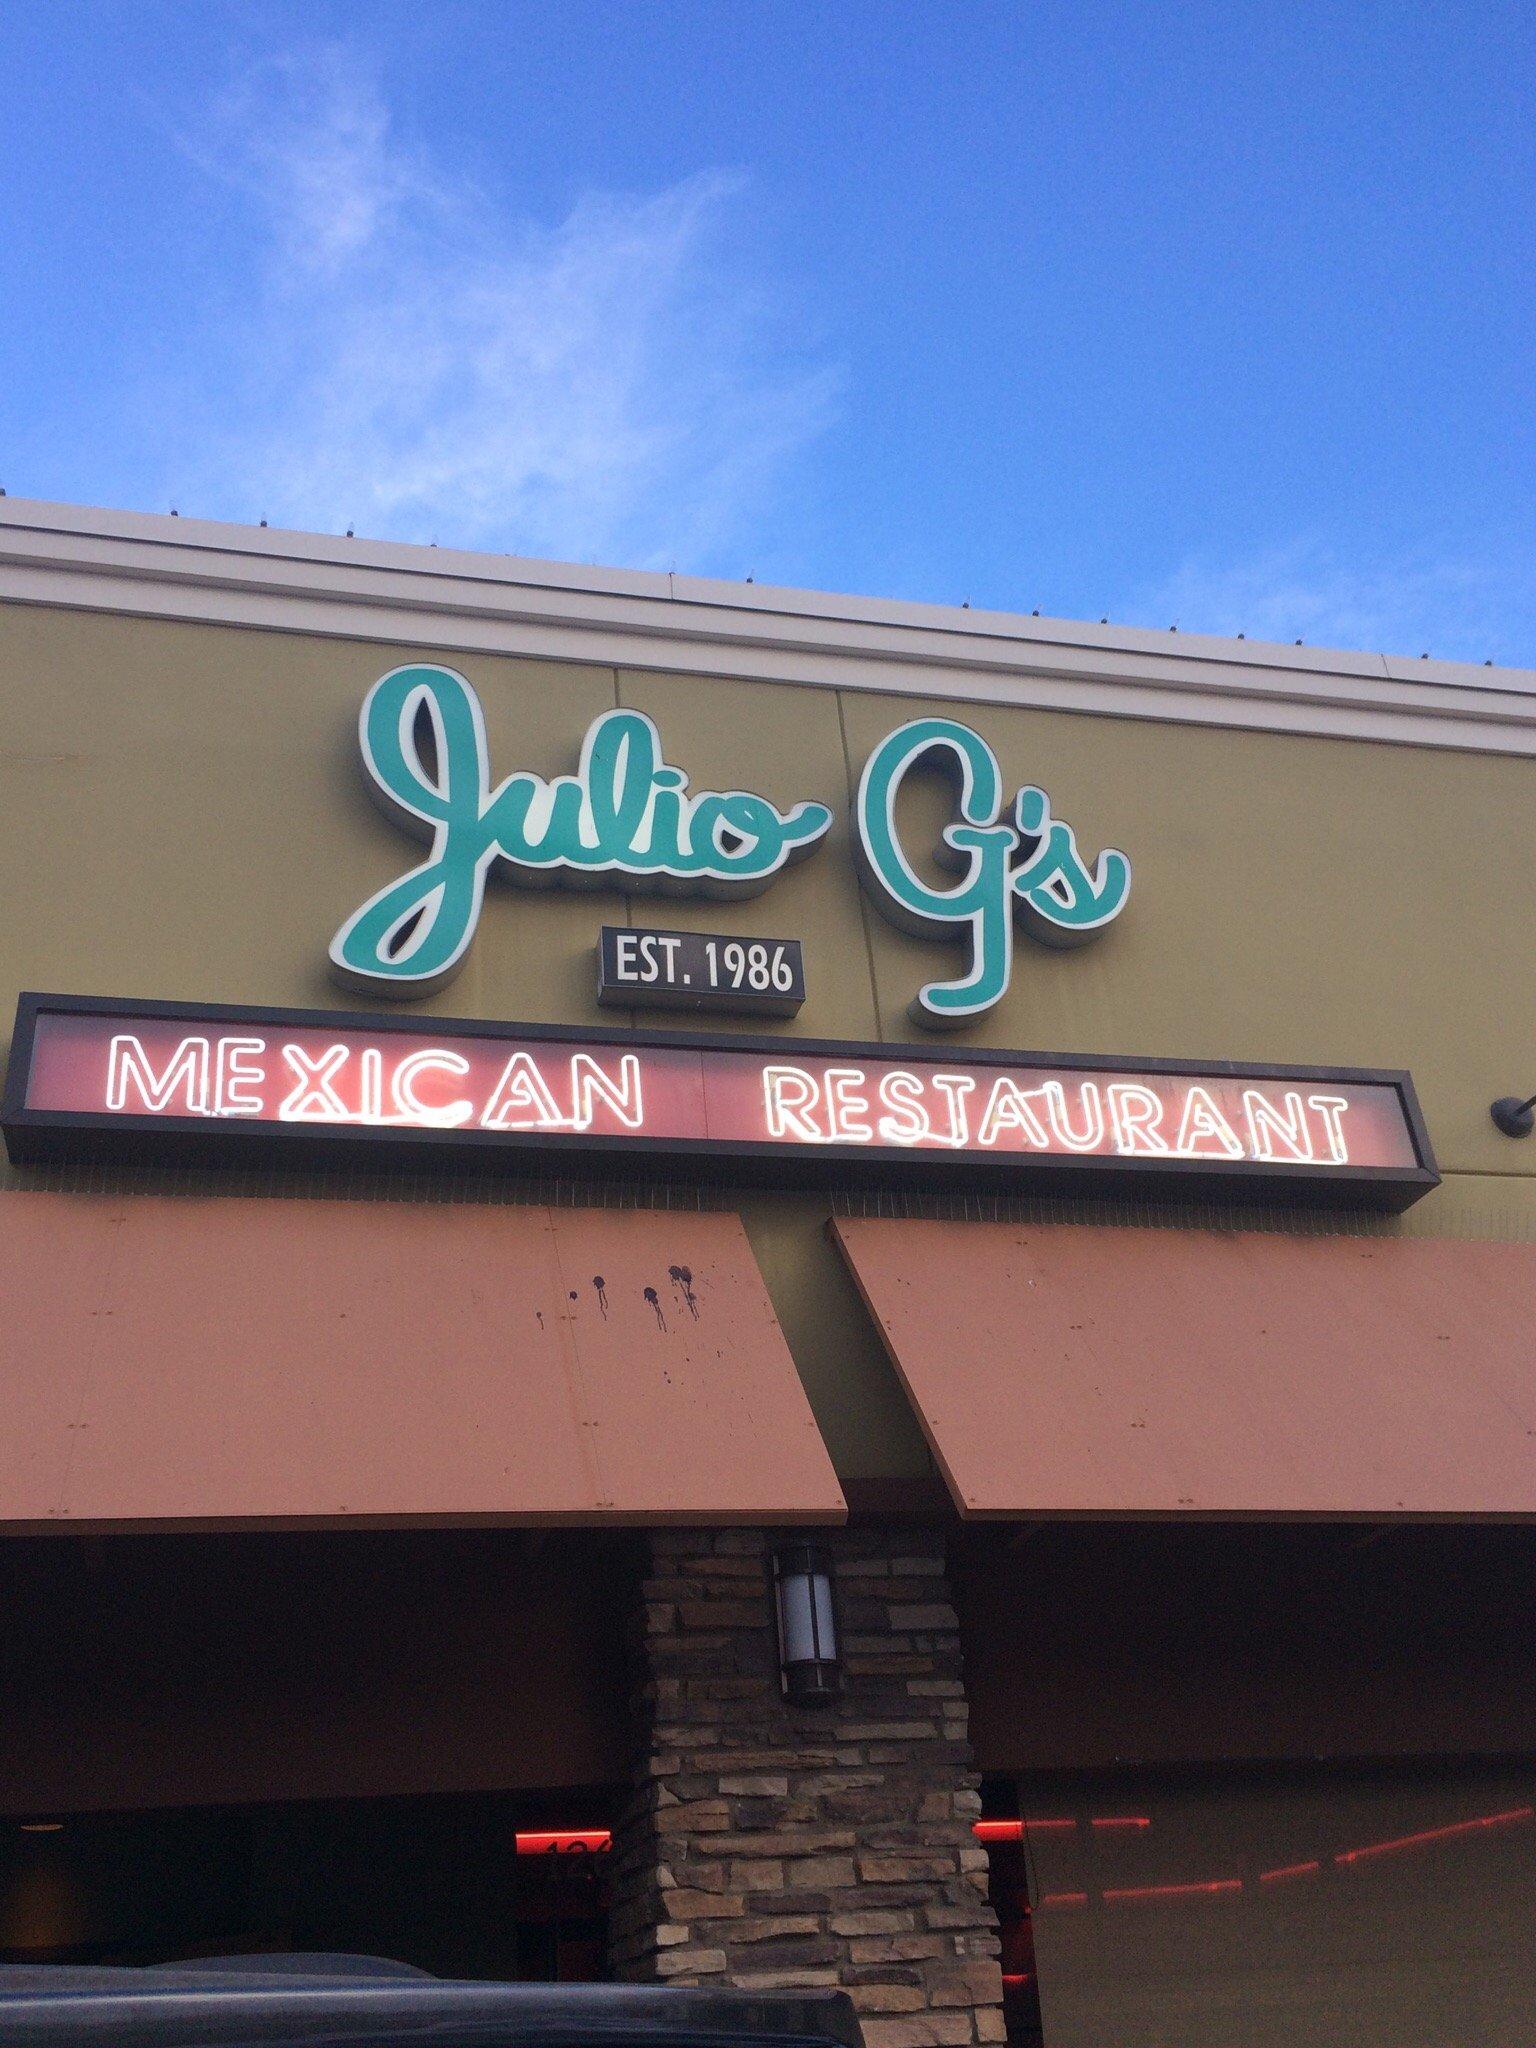 Julio G's
EST. 1986
MEXICAN RESTAURANT